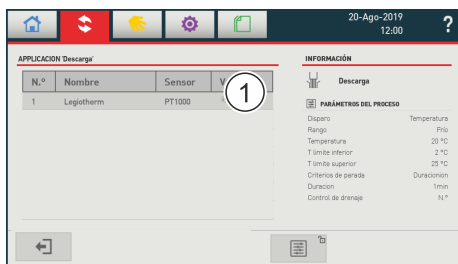 20-Ago-2019
12:00
?
APPLICACION 'Descarga'
N.º Nombre Sensor V
1 Legiotherm PT1000
1
INFORMACIÓN
Descarga
PARÁMETROS DEL PROCESO
Disparo Temperatura
Rango Frío
Temperatura 20 °C
T límite inferior 2 °C
T límite superior 25 °C
Criterios de parada Duracionion
Duracion 1min
Control de drenaje N.º